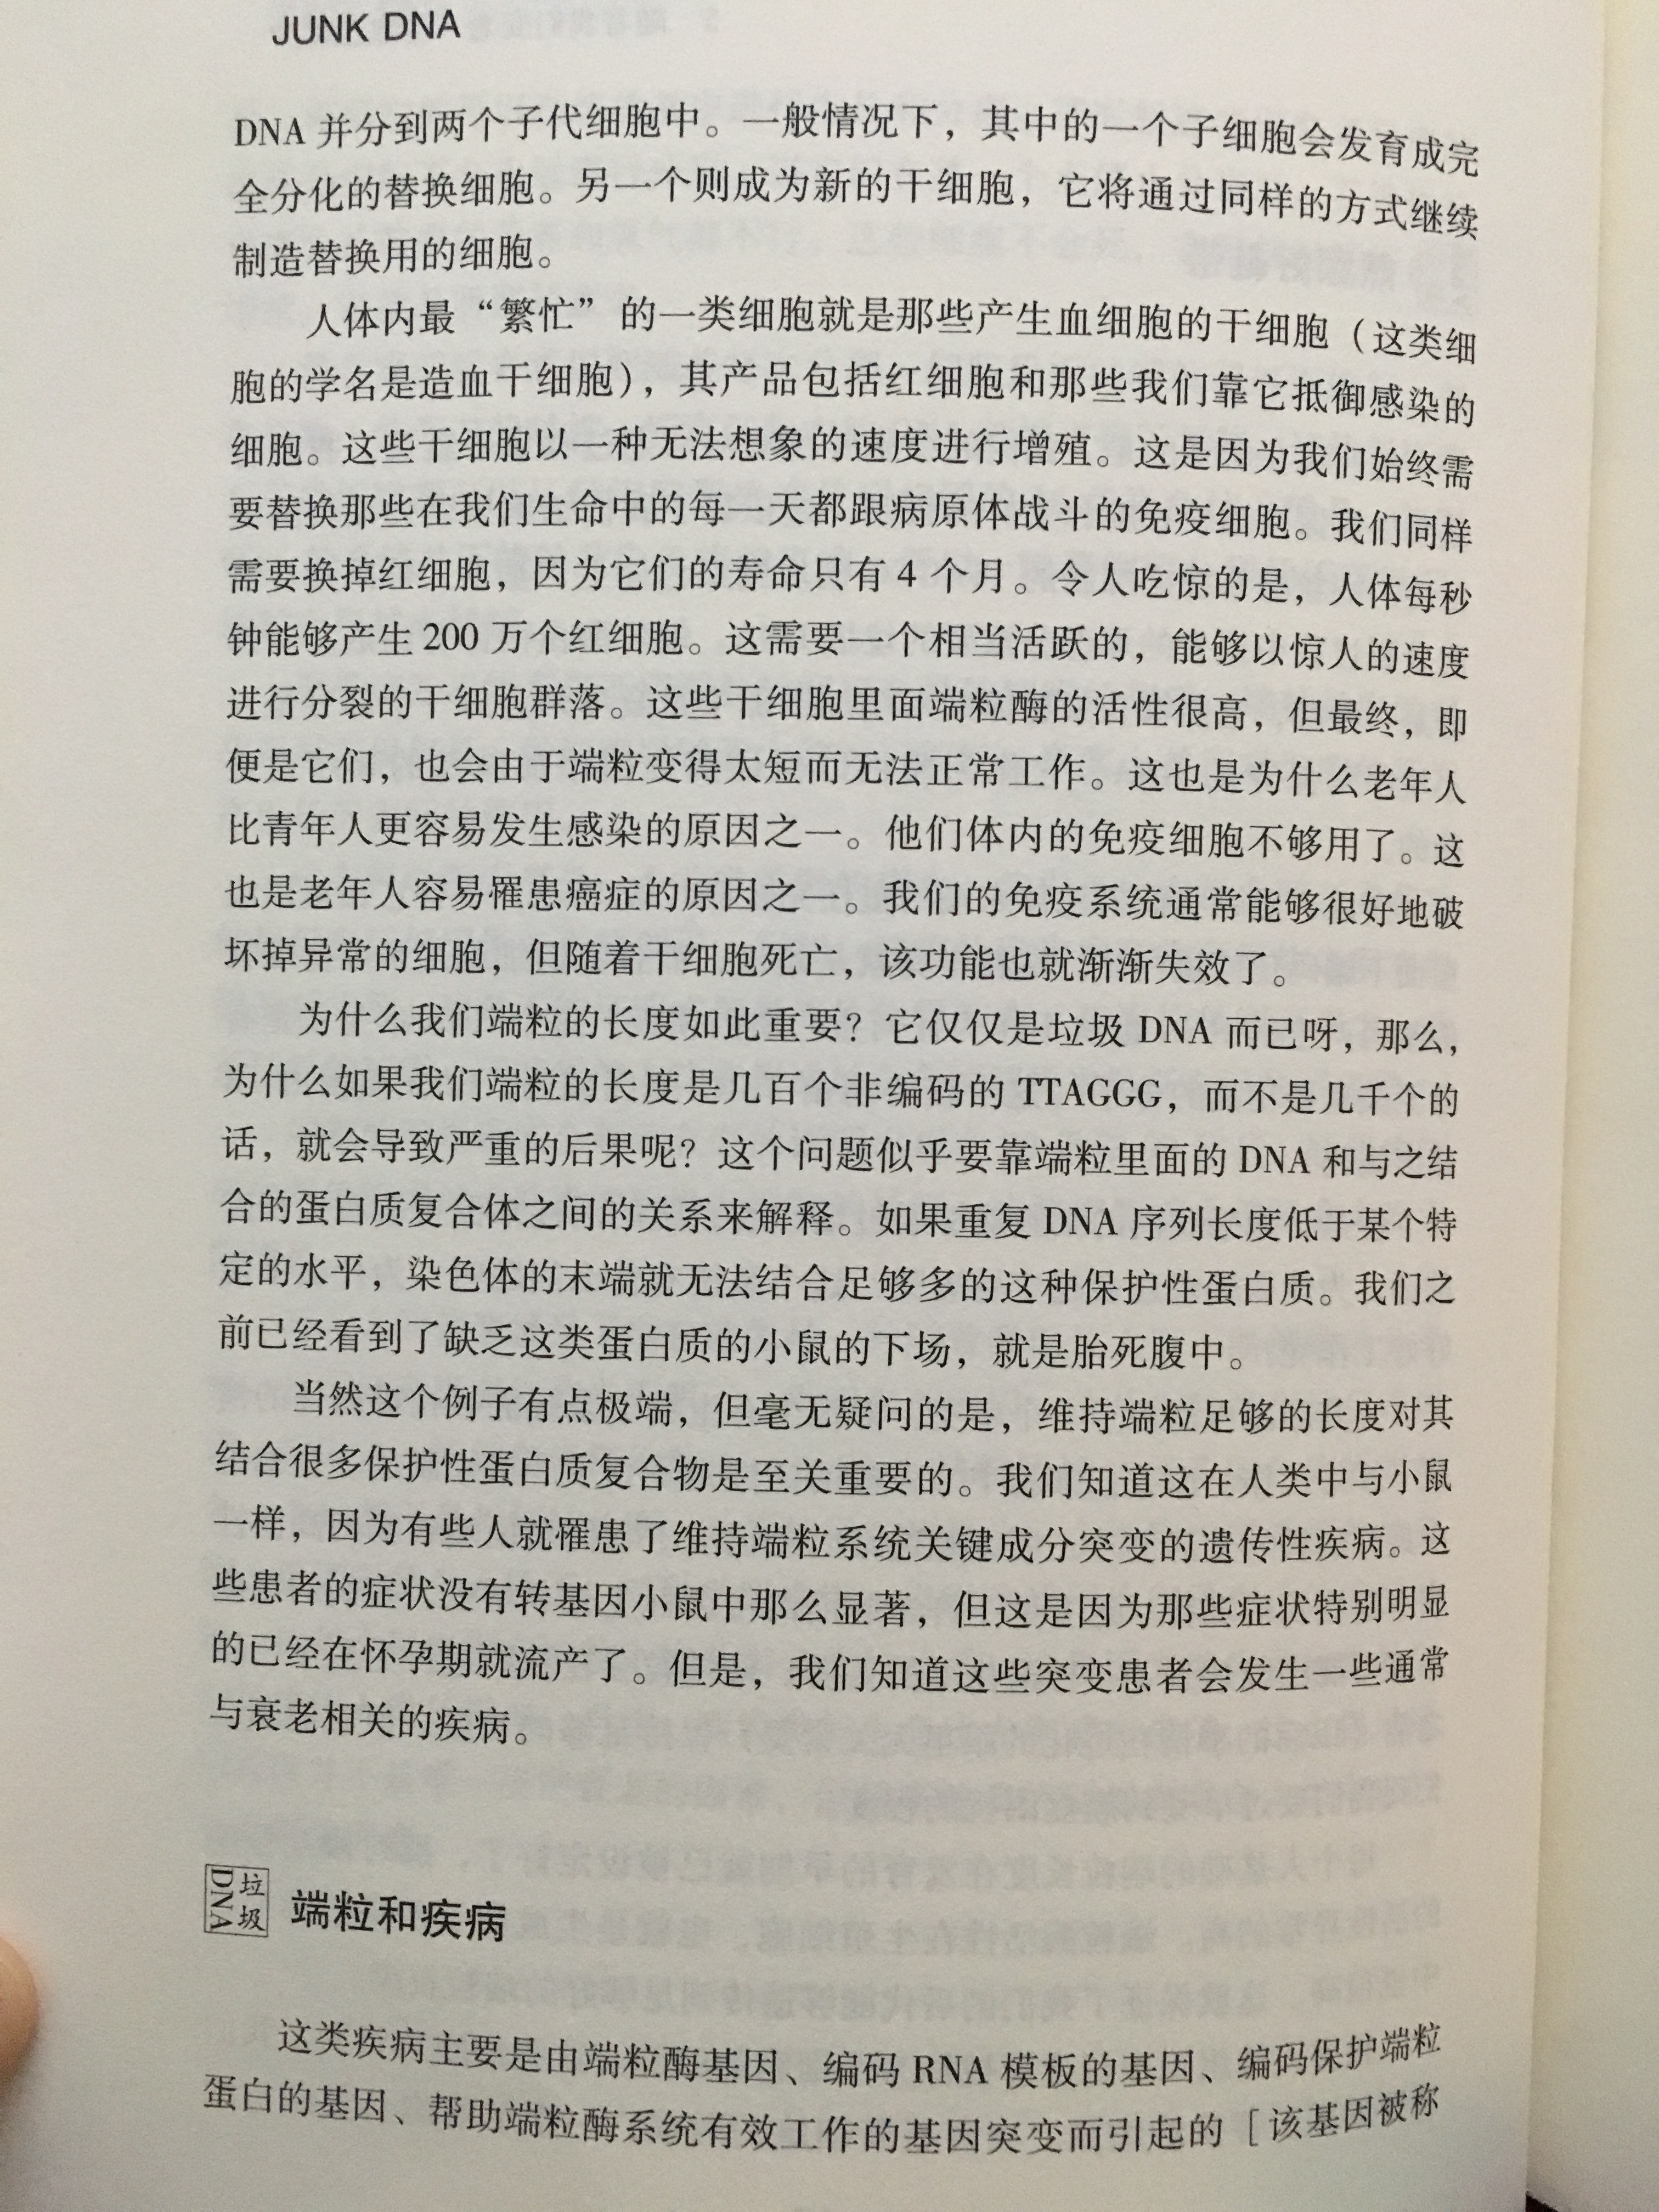 JUNK DNA
DNA 并分到两个子代细胞中。一般情况下，其中的一个子细胞会发育成完
全分化的替换细胞。另一个则成为新的干细胞，它将通过同样的方式继续
制造替换用的细胞。
人体内最“繁忙”的一类细胞就是那些产生血细胞的干细胞（这类细
胞的学名是造血干细胞），其产品包括红细胞和那些我们靠它抵御感染的
细胞。这些干细胞以一种无法想象的速度进行增殖。这是因为我们始终需
要替换那些在我们生命中的每一天都跟病原体战斗的免疫细胞。我们同样
需要换掉红细胞，因为它们的寿命只有 4 个月。令人吃惊的是，人体每秒
钟能够产生 200 万个红细胞。这需要一个相当活跃的，能够以惊人的速度
进行分裂的干细胞群落。这些干细胞里面端粒酶的活性很高，但最终，即
便是它们，也会由于端粒变得太短而无法正常工作。这也是为什么老年人
比青年人更容易发生感染的原因之一。他们体内的免疫细胞不够用了。这
也是老年人容易罹患癌症的原因之一。我们的免疫系统通常能够很好地破
坏掉异常的细胞，但随着干细胞死亡，该功能也就渐渐失效了。
为什么我们端粒的长度如此重要？它仅仅是垃圾 DNA 而已呀，那么，
为什么如果我们端粒的长度是几百个非编码的 TTAGGG，而不是几千个的
话，就会导致严重的后果呢？这个问题似乎要靠端粒里面的 DNA 和与之结
合的蛋白质复合体之间的关系来解释。如果重复 DNA 序列长度低于某个特
定的水平，染色体的末端就无法结合足够多的这种保护性蛋白质。我们之
前已经看到了缺乏这类蛋白质的小鼠的下场，就是胎死腹中。
当然这个例子有点极端，但毫无疑问的是，维持端粒足够的长度对其
结合很多保护性蛋白质复合物是至关重要的。我们知道这在人类中与小鼠
一样，因为有些人就罹患了维持端粒系统关键成分突变的遗传性疾病。这
些患者的症状没有转基因小鼠中那么显著，但这是因为那些症状特别明显
的已经在怀孕期就流产了。但是，我们知道这些突变患者会发生一些通常
与衰老相关的疾病。
垃圾 DNA
端粒和疾病
这类疾病主要是由端粒酶基因、编码 RNA 模板的基因、编码保护端粒
蛋白的基因、帮助端粒酶系统有效工作的基因突变而引起的［该基因被称